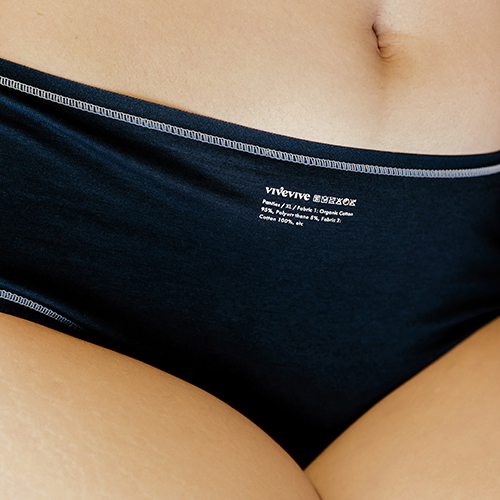 vivevive
Panties / XL / Fabric 1: Organic Cotton
95%, Polyurethane 5%, Fabric 2:
Cotton 100%, etc